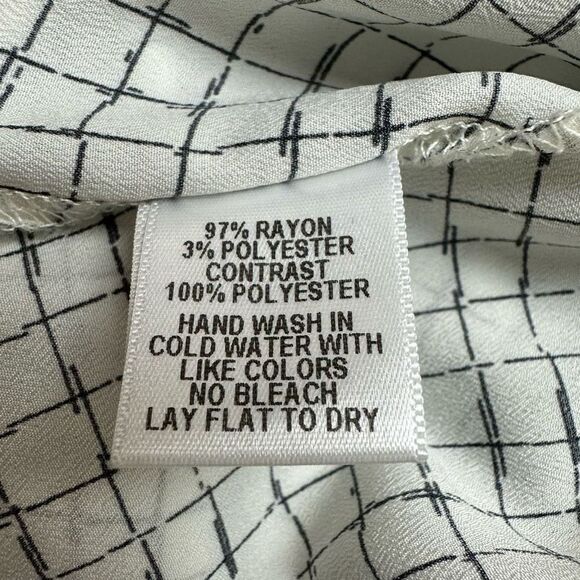 97% RAYON
3% POLYESTER
CONTRAST
100% POLYESTER
HAND WASH IN
COLD WATER WITH
LIKE COLORS
NO BLEACH
LAY FLAT TO DRY